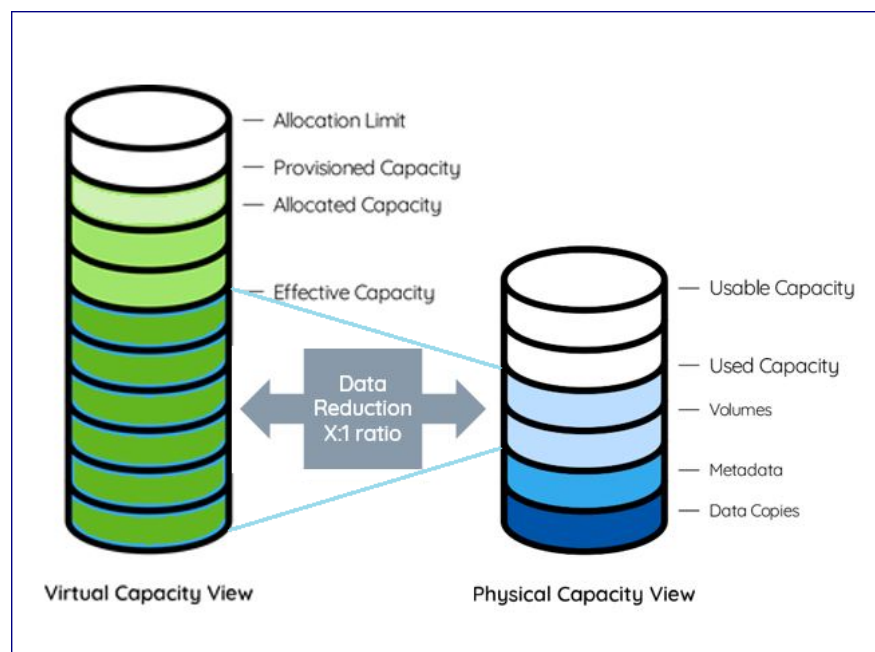 Allocation Limit
Provisioned Capacity
Allocated Capacity
Effective Capacity
Data
Reduction
X:1 ratio
Usable Capacity
Used Capacity
Volumes
Metadata
Data Copies
Virtual Capacity View
Physical Capacity View